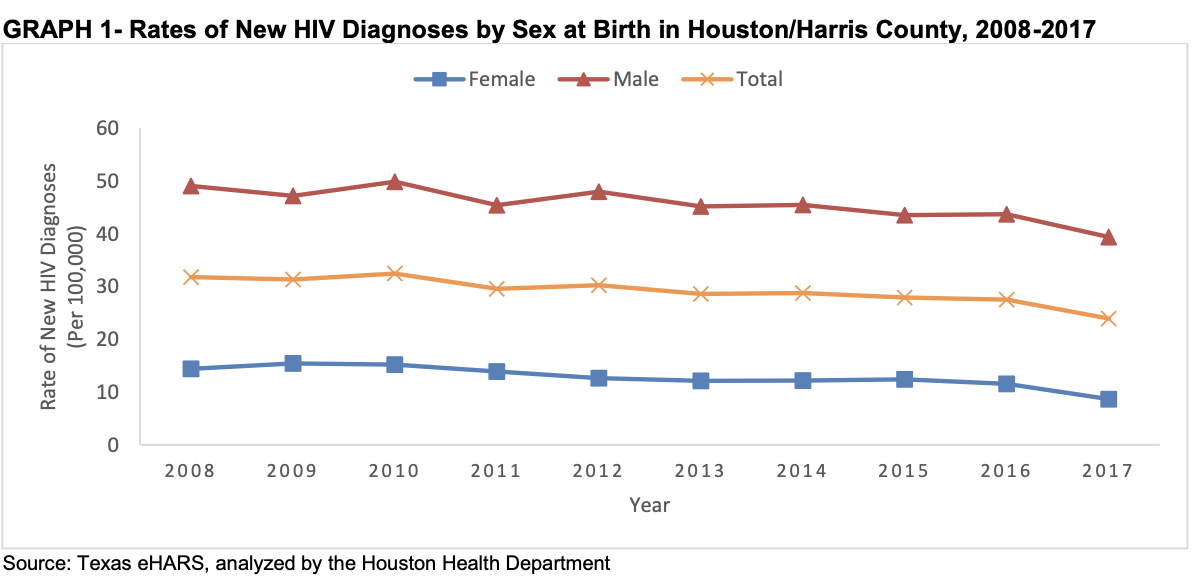 GRAPH 1- Rates of New HIV Diagnoses by Sex at Birth in Houston/Harris County, 2008-2017
Female Male Total
Rate of New HIV Diagnoses
(Per 100,000)
60
50
40
30
20
10
0
2008 2009 2010 2011 2012 2013 2014 2015 2016 2017
Year
Source: Texas eHARS, analyzed by the Houston Health Department